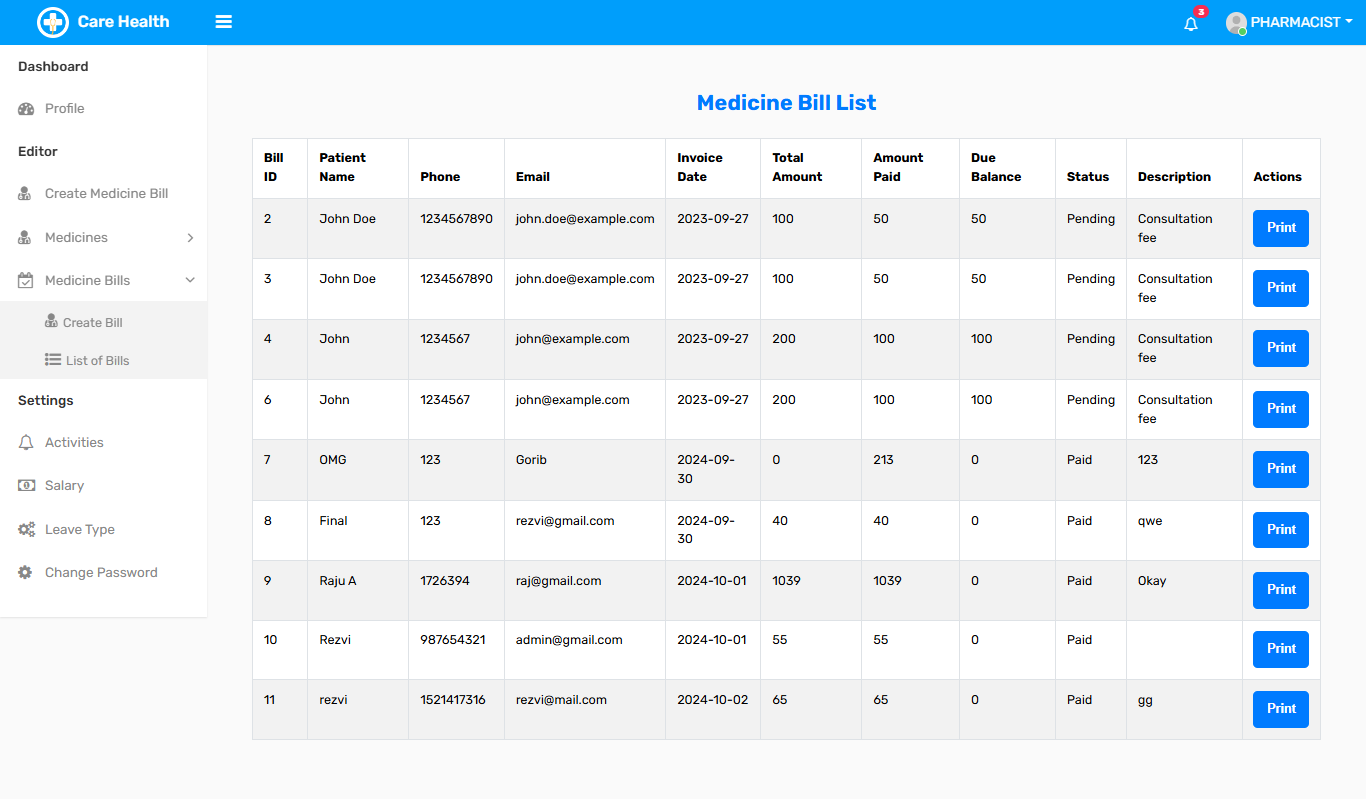 Care Health
3
PHARMACIST
Dashboard
Profile
Editor
Create Medicine Bill
Medicines
Medicine Bills
Create Bill
List of Bills
Settings
Activities
Salary
Leave Type
Change Password
Medicine Bill List
Bill ID Patient Name Phone Email Invoice Date Total Amount Amount Paid Due Balance Status Description Actions
2 John Doe 1234567890 john.doe@example.com 2023-09-27 100 50 50 Pending Consultation fee Print
3 John Doe 1234567890 john.doe@example.com 2023-09-27 100 50 50 Pending Consultation fee Print
4 John 1234567 john@example.com 2023-09-27 200 100 100 Pending Consultation fee Print
6 John 1234567 john@example.com 2023-09-27 200 100 100 Pending Consultation fee Print
7 OMG 123 Gorib 2024-09-30 0 213 0 Paid 123 Print
8 Final 123 rezvi@gmail.com 2024-09-30 40 40 0 Paid qwe Print
9 Raju A 1726394 raj@gmail.com 2024-10-01 1039 1039 0 Paid Okay Print
10 Rezvi 987654321 admin@gmail.com 2024-10-01 55 55 0 Paid Print
11 rezvi 1521417316 rezvi@mail.com 2024-10-02 65 65 0 Paid gg Print